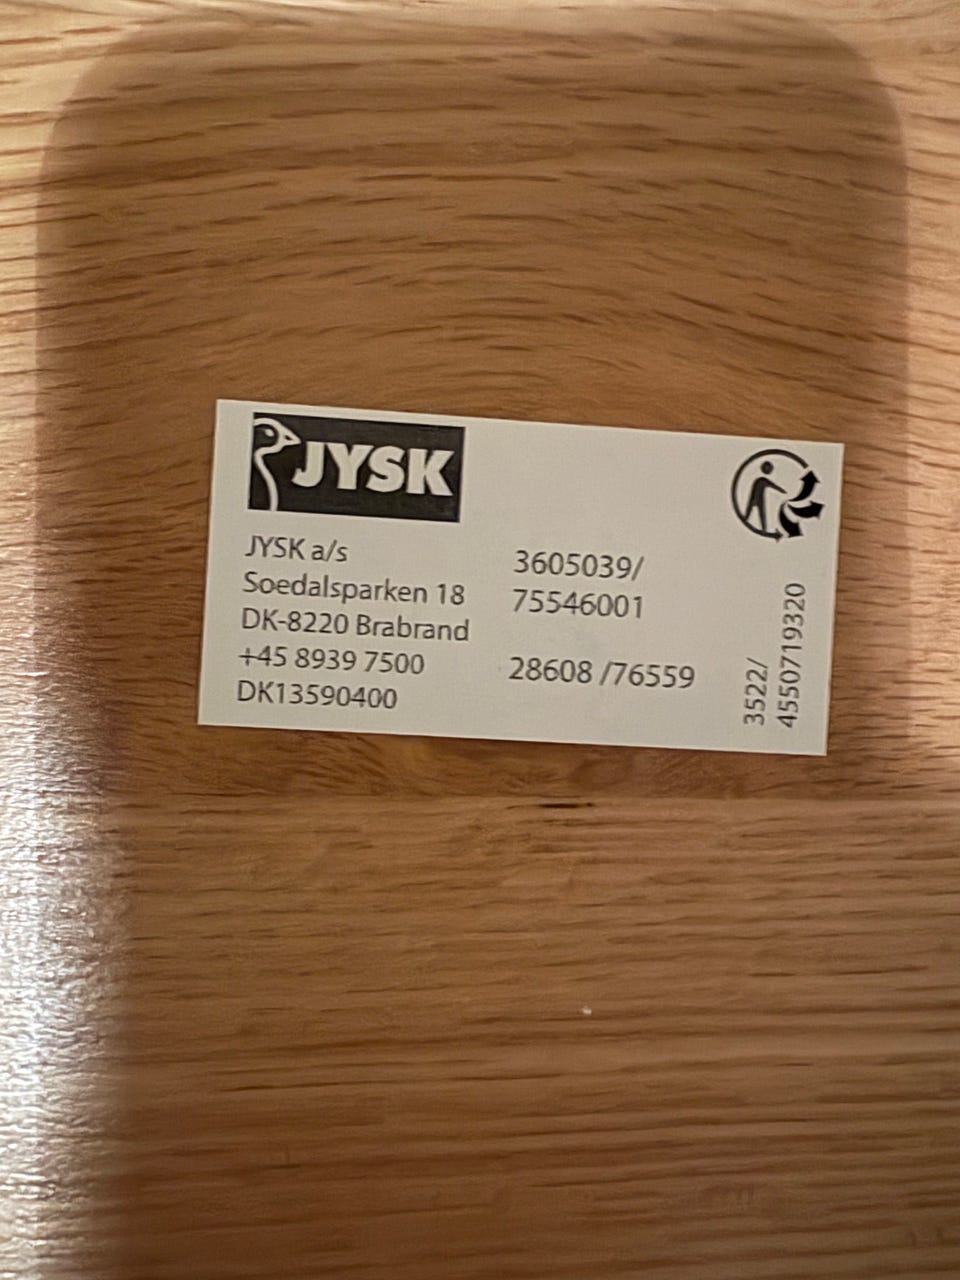 JYSK
JYSK a/s
Soedalsparken 18
DK-8220 Brabrand
+45 8939 7500
DK13590400
3605039/
75546001
28608 /76559
3522/
4550719320